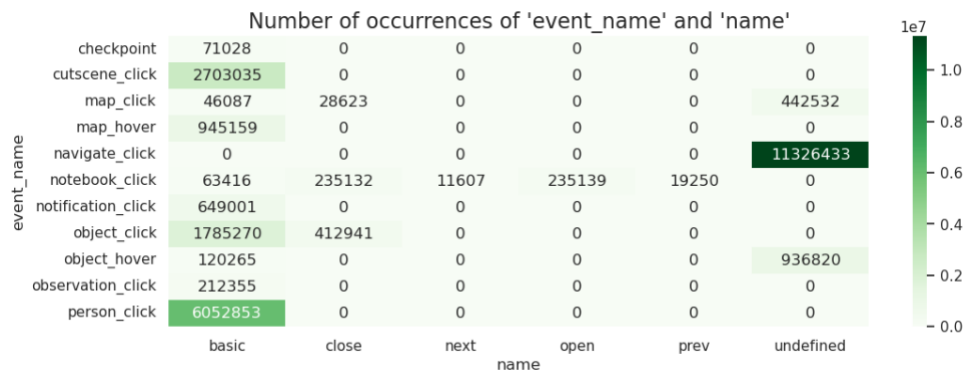 Number of occurrences of 'event_name' and 'name'
1e7
event_name
checkpoint 71028 0 0 0 0 0
cutscene_click 2703035 0 0 0 0 0
map_click 46087 28623 0 0 0 442532
map_hover 945159 0 0 0 0 0
navigate_click 0 0 0 0 0 11326433
notebook_click 63416 235132 11607 235139 19250 0
notification_click 649001 0 0 0 0 0
object_click 1785270 412941 0 0 0 0
object_hover 120265 0 0 0 0 936820
observation_click 212355 0 0 0 0 0
person_click 6052853 0 0 0 0 0
basic close next open prev undefined
name
1.0
0.8
0.6
0.4
0.2
0.0